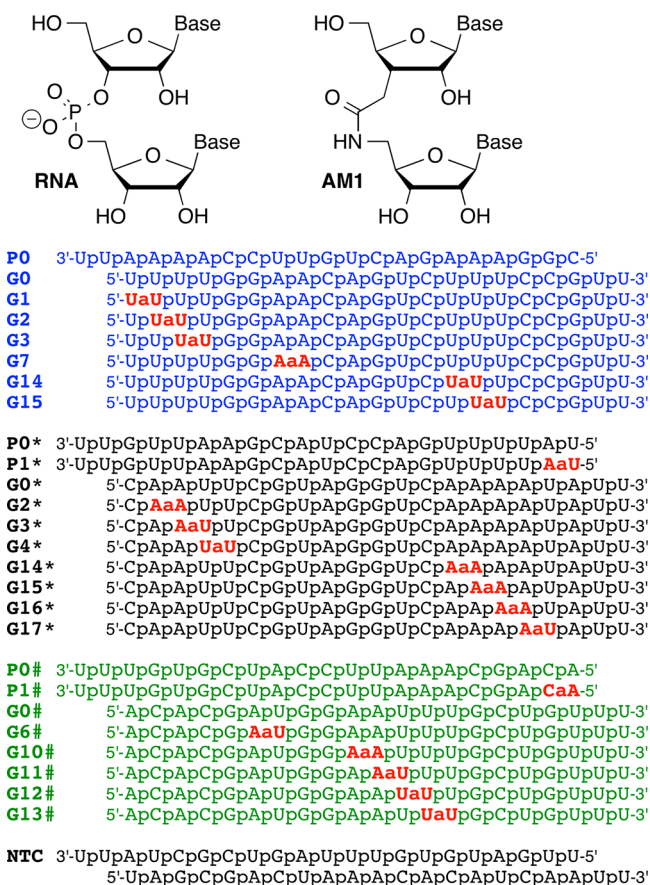 HO O Base HO O Base
O O OH O OH
P
⊖O O Base HN Base
O O
RNA AM1
HO OH HO OH
P0 3'-UpUpApApApApCpCpUpUpGpUpCpApGpApApApGpGpC-5'
G0 5'-UpUpUpUpGpGpApApCpApGpUpCpUpUpUpCpCpGpUpU-3'
G1 5'-UaUpUpUpGpGpApApCpApGpUpCpUpUpUpCpCpGpUpU-3'
G2 5'-UpUaUpUpGpGpApApCpApGpUpCpUpUpUpCpCpGpUpU-3'
G3 5'-UpUpUaUpGpGpApApCpApGpUpCpUpUpUpCpCpGpUpU-3'
G7 5'-UpUpUpUpGpGpAaApCpApGpUpCpUpUpUpCpCpGpUpU-3'
G14 5'-UpUpUpUpGpGpApApCpApGpUpCpUaUpUpCpCpGpUpU-3'
G15 5'-UpUpUpUpGpGpApApCpApGpUpCpUpUaUpCpCpGpUpU-3'
P0* 3'-UpUpGpUpUpApApGpCpApUpCpCpApGpUpUpUpUpApU-5'
P1* 3'-UpUpGpUpUpApApGpCpApUpCpCpApGpUpUpUpUpAaU-5'
G0* 5'-CpApApUpUpCpGpUpApGpGpUpCpApApApApUpApUpU-3'
G2* 5'-CpAaApUpUpCpGpUpApGpGpUpCpApApApApUpApUpU-3'
G3* 5'-CpApAaUpUpCpGpUpApGpGpUpCpApApApApUpApUpU-3'
G4* 5'-CpApApUaUpCpGpUpApGpGpUpCpApApApApUpApUpU-3'
G14* 5'-CpApApUpUpCpGpUpApGpGpUpCpAaApApApUpApUpU-3'
G15* 5'-CpApApUpUpCpGpUpApGpGpUpCpApAaApApUpApUpU-3'
G16* 5'-CpApApUpUpCpGpUpApGpGpUpCpApApAaApUpApUpU-3'
G17* 5'-CpApApUpUpCpGpUpApGpGpUpCpApApApAaUpApUpU-3'
P0# 3'-UpUpUpGpUpGpCpUpApCpCpUpUpApApApCpGpApCpA-5'
P1# 3'-UpUpUpGpUpGpCpUpApCpCpUpUpApApApCpGpApCaA-5'
G0# 5'-ApCpApCpGpApUpGpGpApApUpUpUpGpCpUpGpUpUpU-3'
G6# 5'-ApCpApCpGpAaUpGpGpApApUpUpUpGpCpUpGpUpUpU-3'
G10# 5'-ApCpApCpGpApUpGpGpAaApUpUpUpGpCpUpGpUpUpU-3'
G11# 5'-ApCpApCpGpApUpGpGpApAaUpUpUpGpCpUpGpUpUpU-3'
G12# 5'-ApCpApCpGpApUpGpGpApApUaUpUpGpCpUpGpUpUpU-3'
G13# 5'-ApCpApCpGpApUpGpGpApApUpUaUpGpCpUpGpUpUpU-3'
NTC 3'-UpUpApUpCpGpCpUpGpApUpUpUpGpUpGpUpApGpUpU-5'
5'-UpApGpCpGpApCpUpApApApCpApCpApUpCpApApApUpU-3'